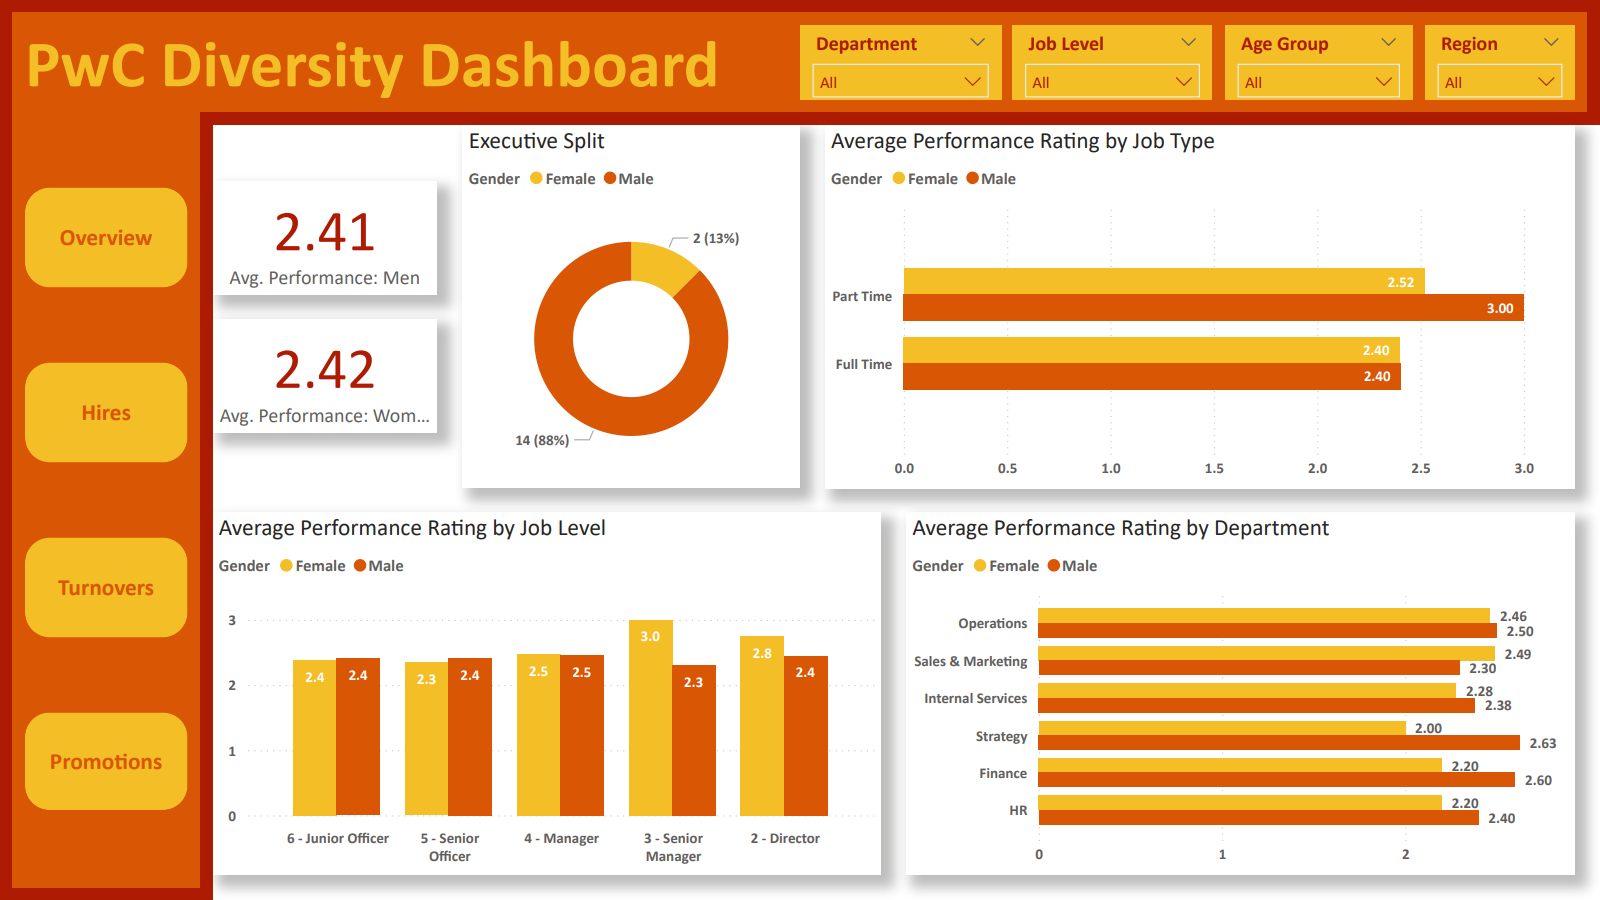 PwC Diversity Dashboard
Department
All
Job Level
All
Age Group
All
Region
All
Overview
Hires
Turnovers
Promotions
2.41
Avg. Performance: Men
2.42
Avg. Performance: Wom...
Executive Split
Gender Female Male
2 (13%)
14 (88%)
Average Performance Rating by Job Type
Gender Female Male
Part Time
2.52
3.00
Full Time
2.40
2.40
0.0 0.5 1.0 1.5 2.0 2.5 3.0
Average Performance Rating by Job Level
Gender Female Male
3
2
1
0
2.4 2.4 2.3 2.4 2.5 2.5 3.0 2.3 2.8 2.4
6 - Junior Officer
5 - Senior
Officer
4 - Manager
3 - Senior
Manager
2 - Director
Average Performance Rating by Department
Gender Female Male
Operations
2.46
2.50
Sales & Marketing
2.49
2.30
Internal Services
2.28
2.38
Strategy
2.00
2.63
Finance
2.20
2.60
HR
2.20
2.40
0 1 2